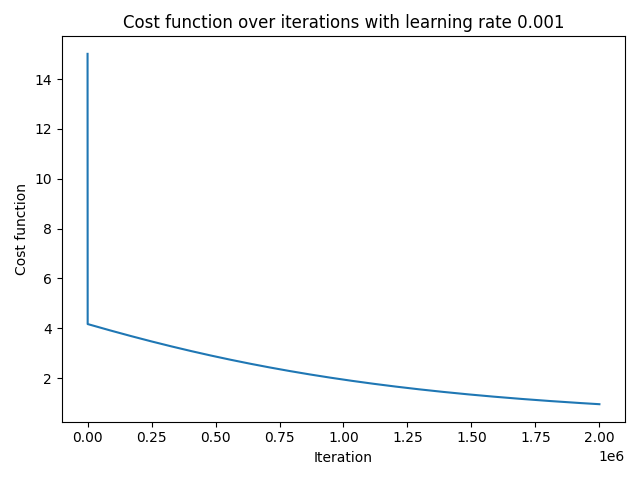 Cost function over iterations with learning rate 0.001
14
12
10
8
6
4
2
Cost function
0.00 0.25 0.50 0.75 1.00 1.25 1.50 1.75 2.00
1e6
Iteration